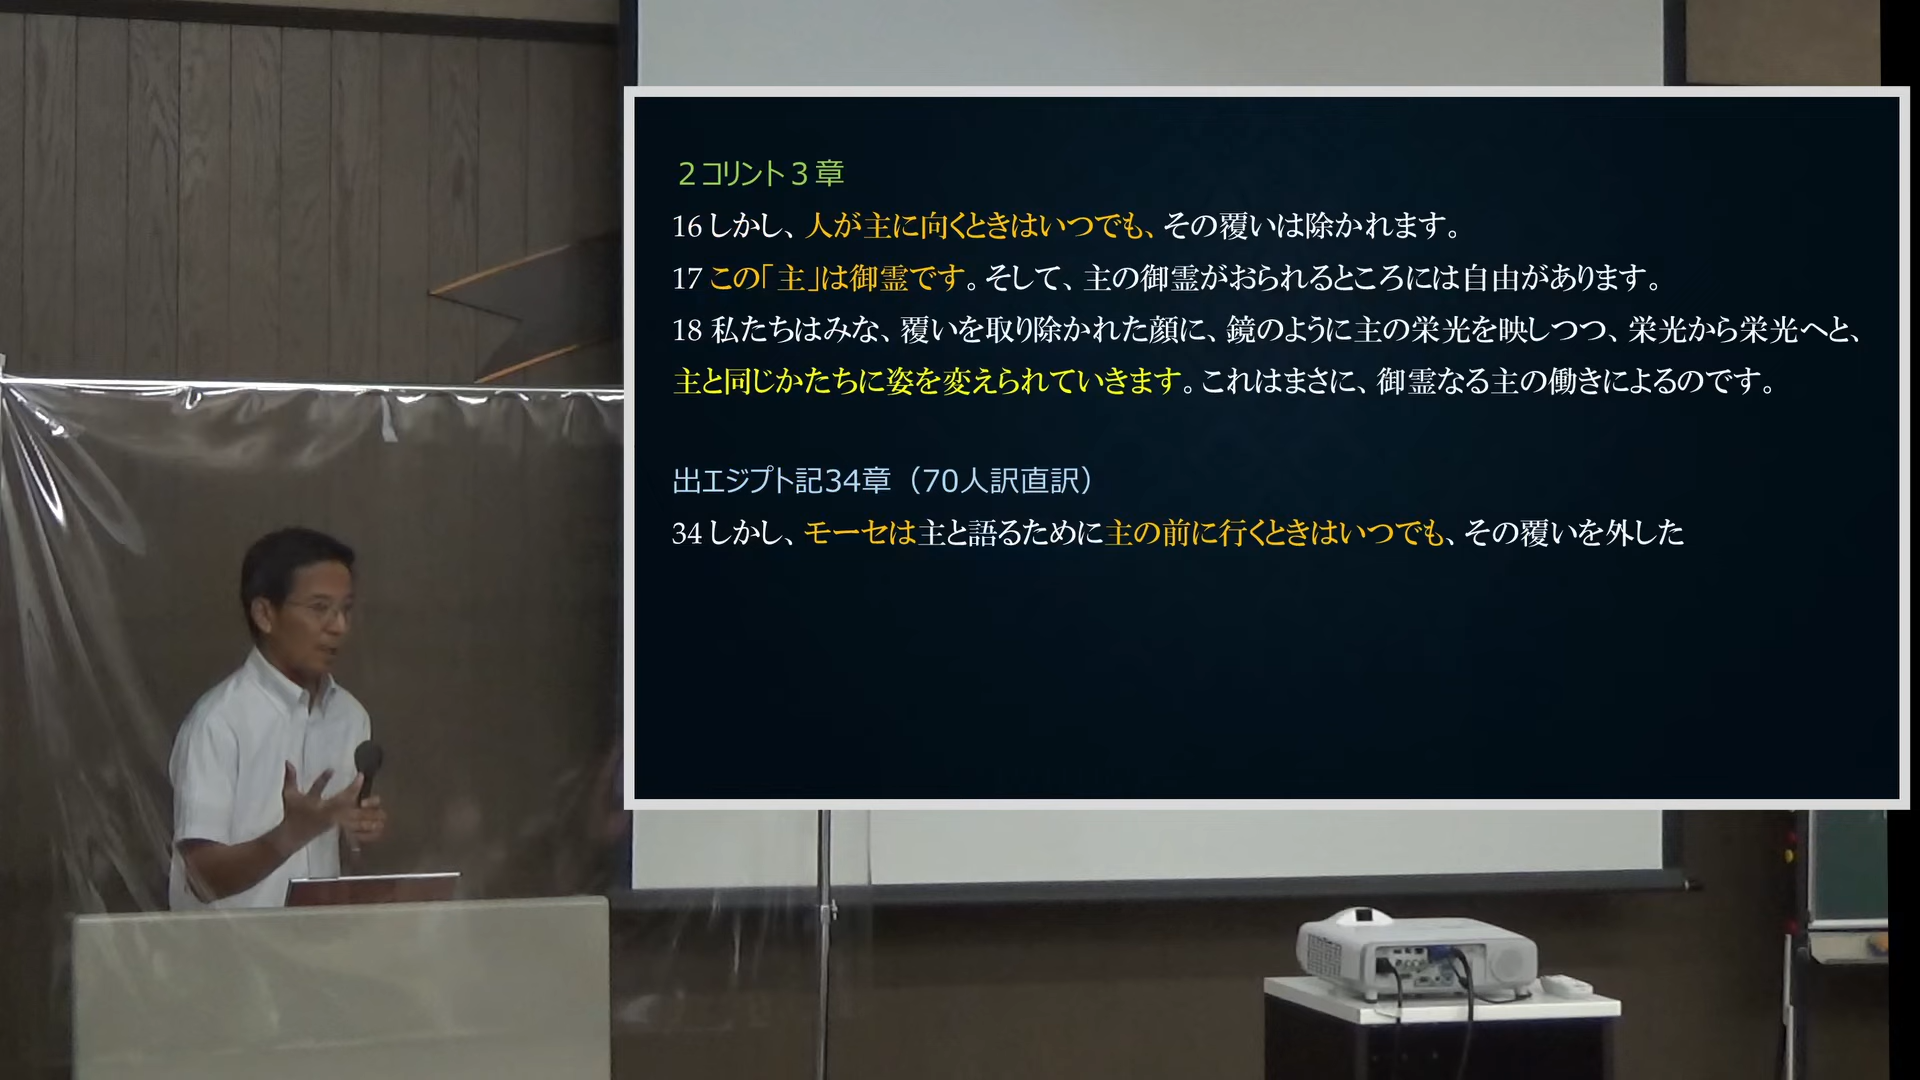 ２コリント３章
16 しかし、人が主に向くときはいつでも、その覆いは除かれます。
17 この「主」は御霊です。そして、主の御霊がおられるところには自由があります。
18 私たちはみな、覆いを取り除かれた顔に、鏡のように主の栄光を映しつつ、栄光から栄光へと、
主と同じかたちに姿を変えられていきます。これはまさに、御霊なる主の働きによるのです。
出エジプト記34章（70人訳直訳）
34 しかし、モーセは主と語るために主の前に行くときはいつでも、その覆いを外した